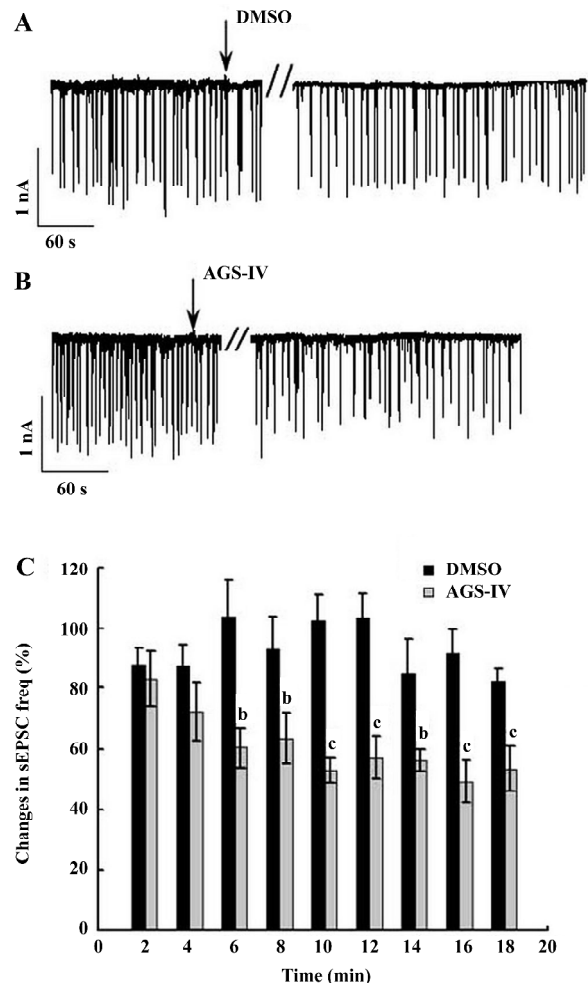 A
DMSO
1 nA
60 s
B
AGS-IV
1 nA
60 s
C
DMSO
AGS-IV
Changes in sEPSC freq (%)
120
100
80
60
40
20
0
b
b
c
c
b
c
c
0 2 4 6 8 10 12 14 16 18 20
Time (min)